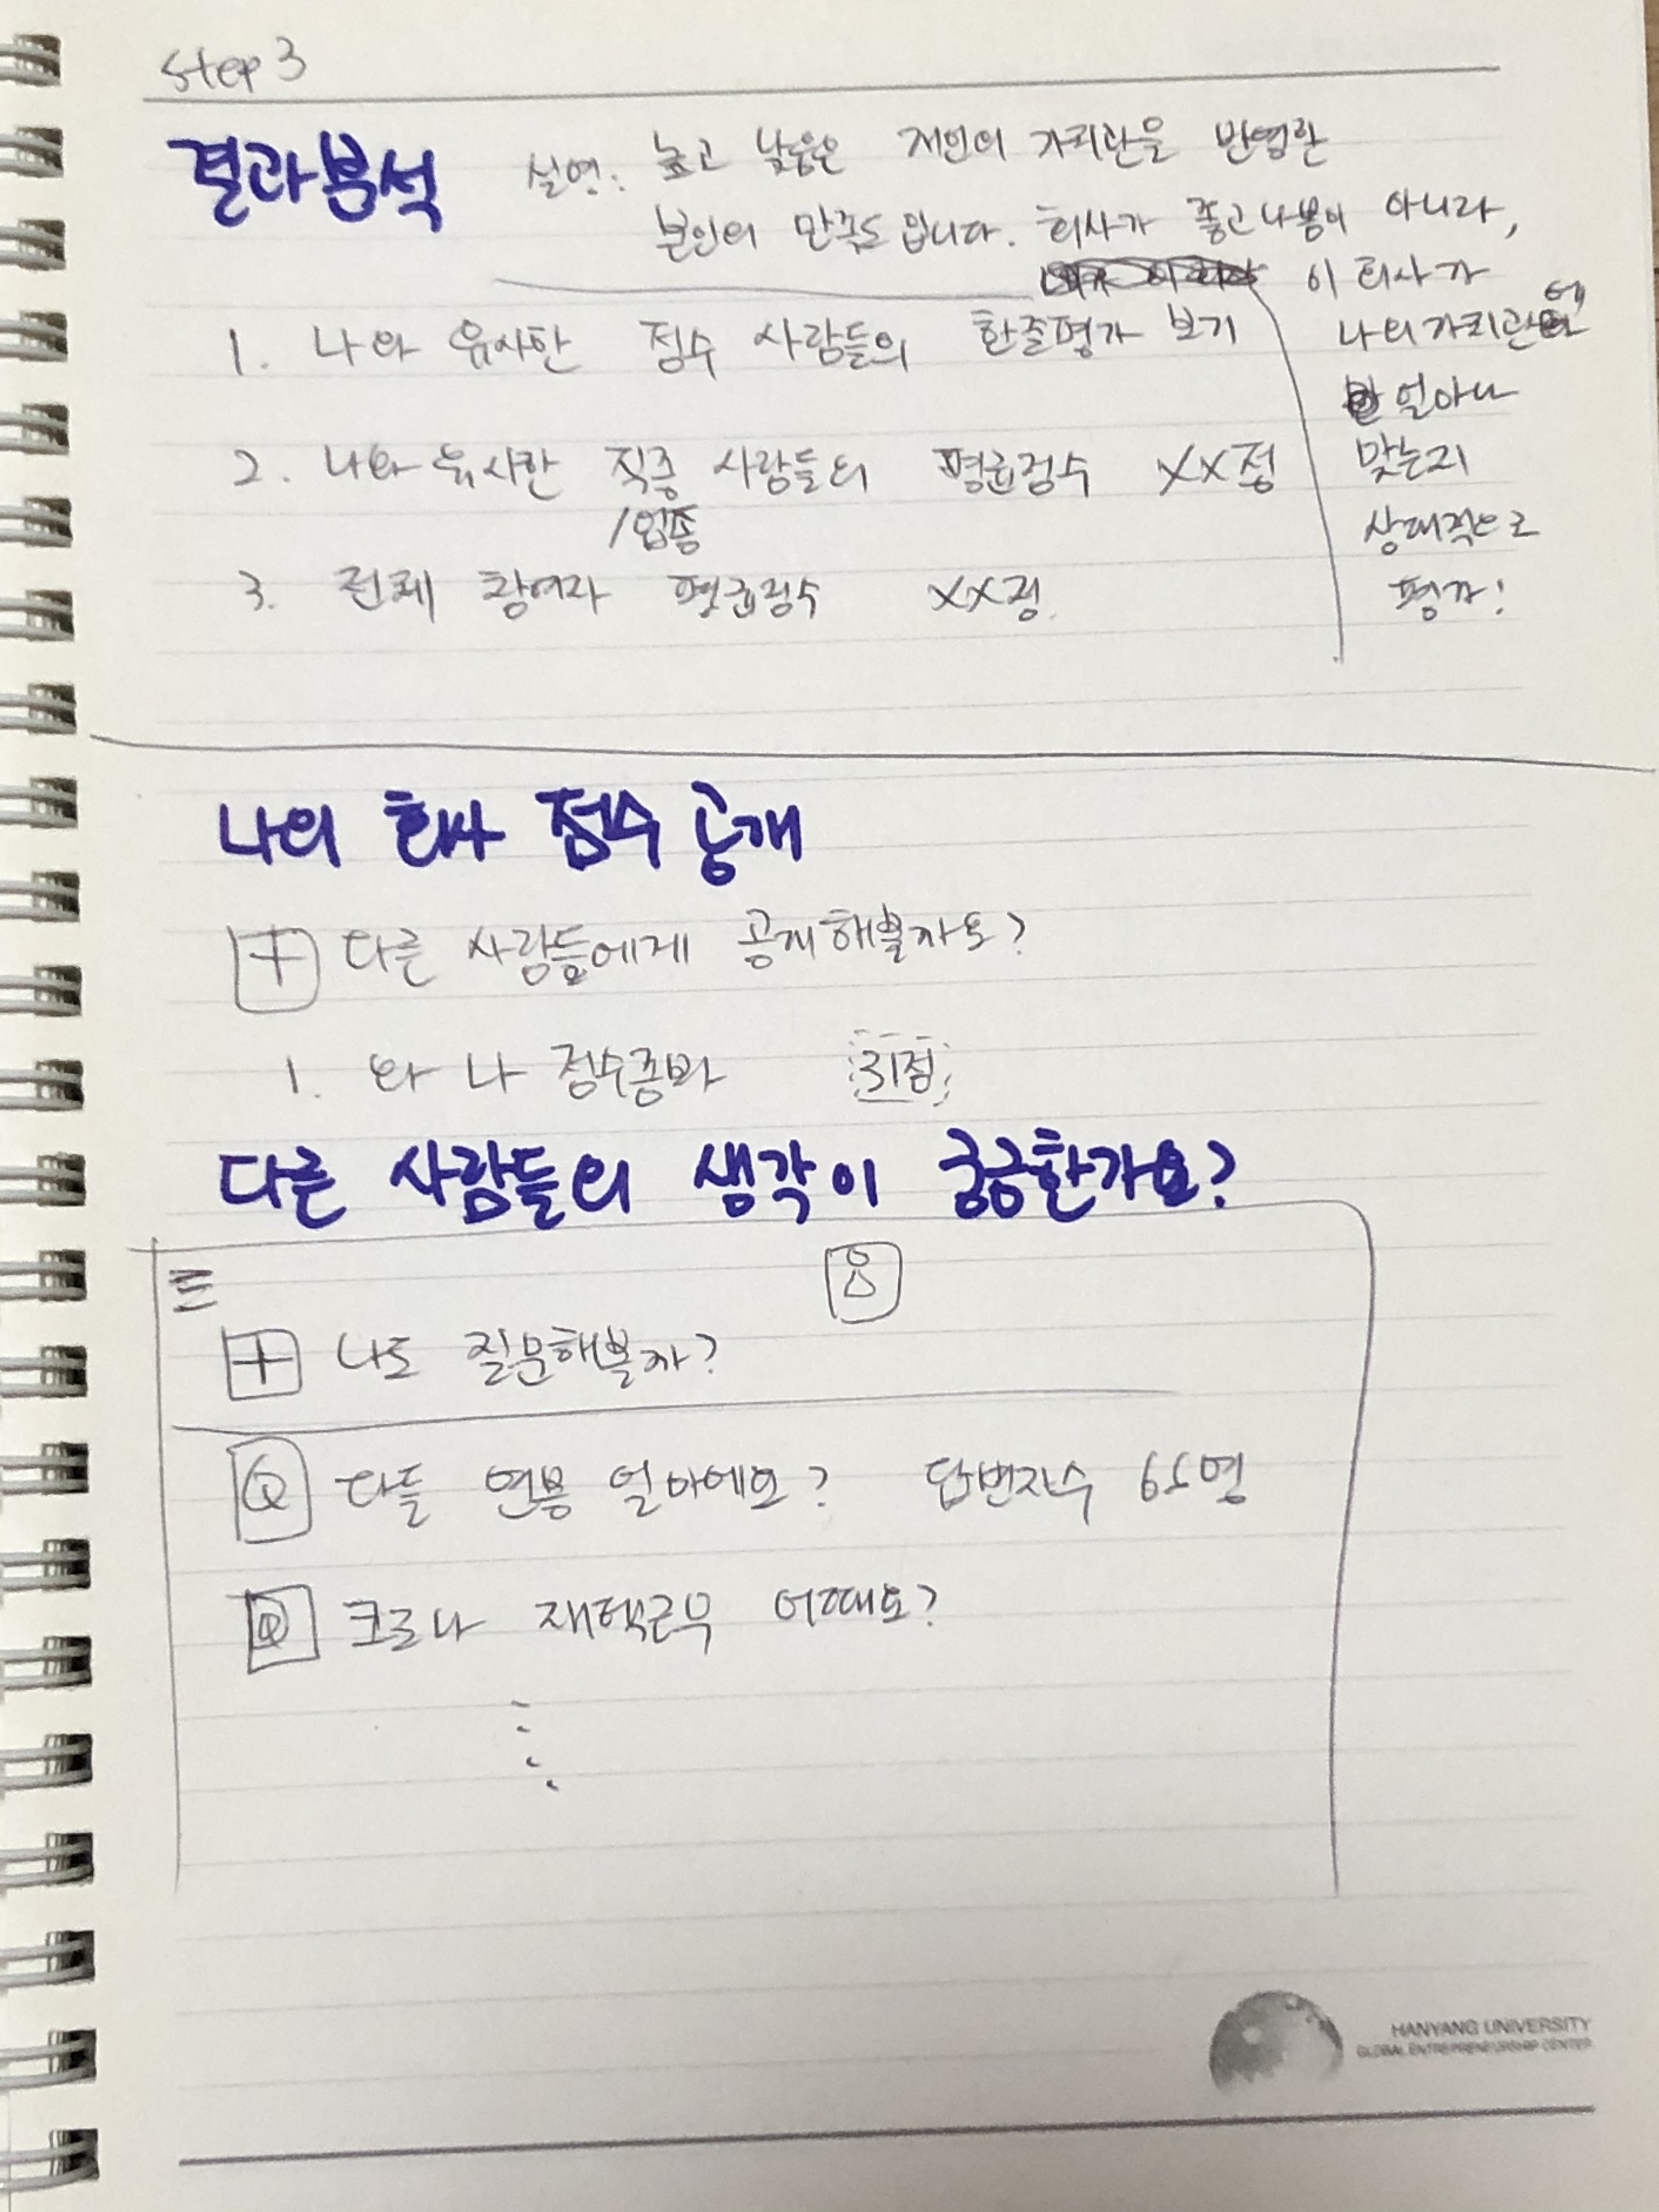 Step 3
결과분석
설명: 높고 낮음은 개인의 가치관을 반영한
본인의 만족도입니다. 회사가 좋고 나쁨이 아니라,
이 회사가
나의 가치관에
얼마나
맞는지
상대적으로
평가!
1. 나와 유사한 점수 사람들의 한줄평가 보기
2. 나와 유사한 직종 사람들의 평균점수 XX점
/업종
3. 전체 참여자 평균점수 XX점.
나의 회사 점수 공개
+ 다른 사람들에게 공개해볼까요?
1. 와 나 점수좀봐 31점
다른 사람들의 생각이 궁금한가요?
+ 나도 질문해볼까?
Q 다들 연봉 얼마에요? 답변자수 65명
Q 코로나 재택근무 어때요?
HANYANG UNIVERSITY
GLOBAL ENTREPRENEURSHIP CENTER